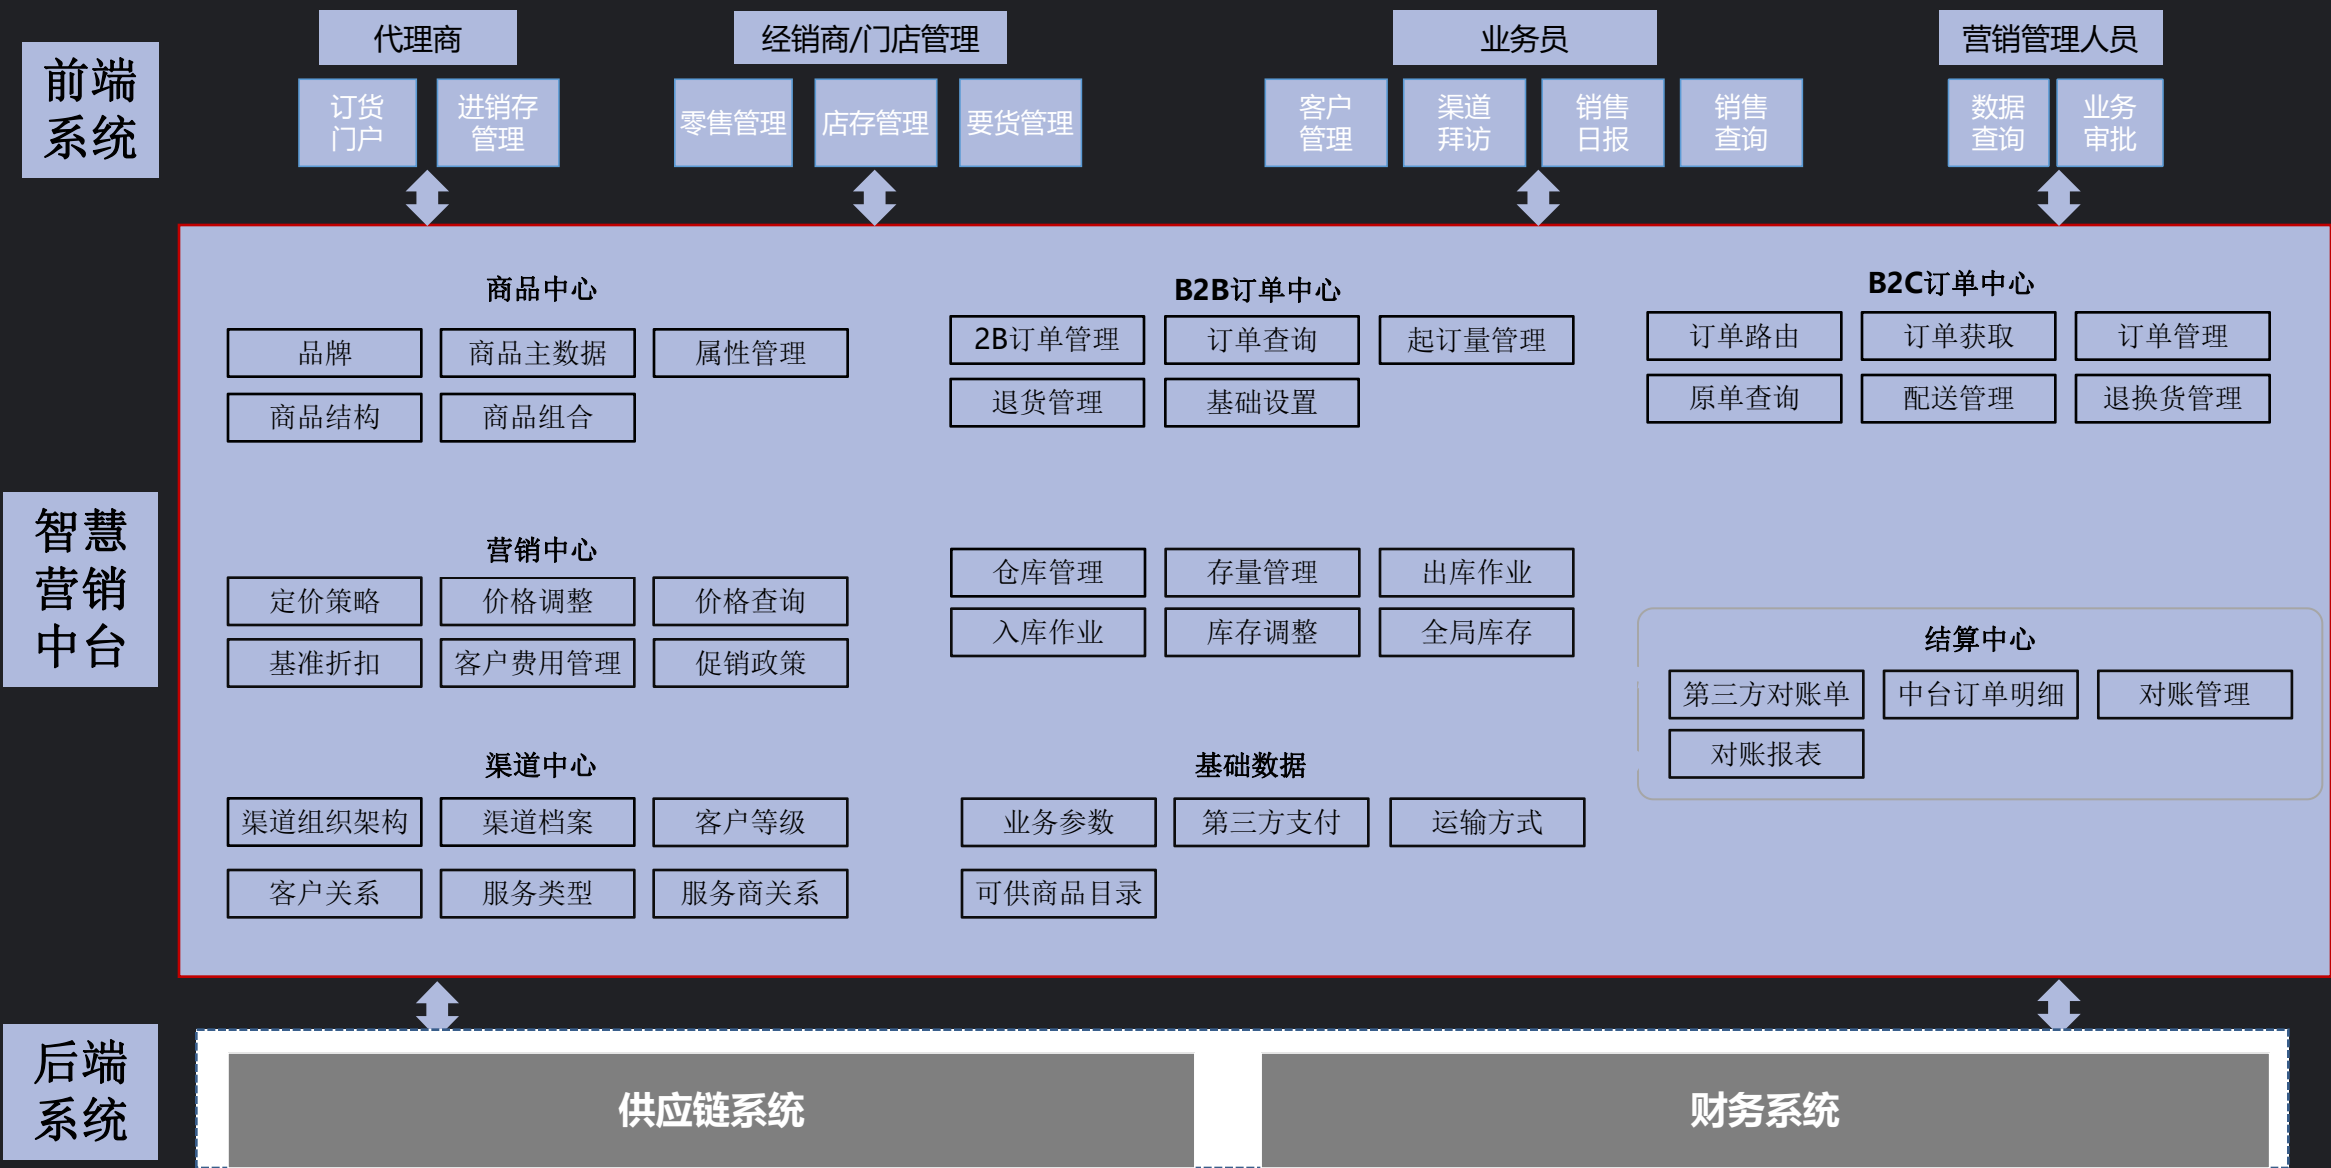 代理商
经销商/门店管理
业务员
营销管理人员
前端
系统
订货
门户
进销存
管理
零售管理
店存管理
要货管理
客户
管理
渠道
拜访
销售
日报
销售
查询
数据
查询
业务
审批
智慧
营销
中台
商品中心
品牌
商品主数据
属性管理
商品结构
商品组合
B2B订单中心
2B订单管理
订单查询
起订量管理
退货管理
基础设置
B2C订单中心
订单路由
订单获取
订单管理
原单查询
配送管理
退换货管理
营销中心
定价策略
价格调整
价格查询
基准折扣
客户费用管理
促销政策
仓库管理
存量管理
出库作业
入库作业
库存调整
全局库存
结算中心
第三方对账单
中台订单明细
对账管理
对账报表
渠道中心
渠道组织架构
渠道档案
客户等级
客户关系
服务类型
服务商关系
基础数据
业务参数
第三方支付
运输方式
可供商品目录
后端
系统
供应链系统
财务系统